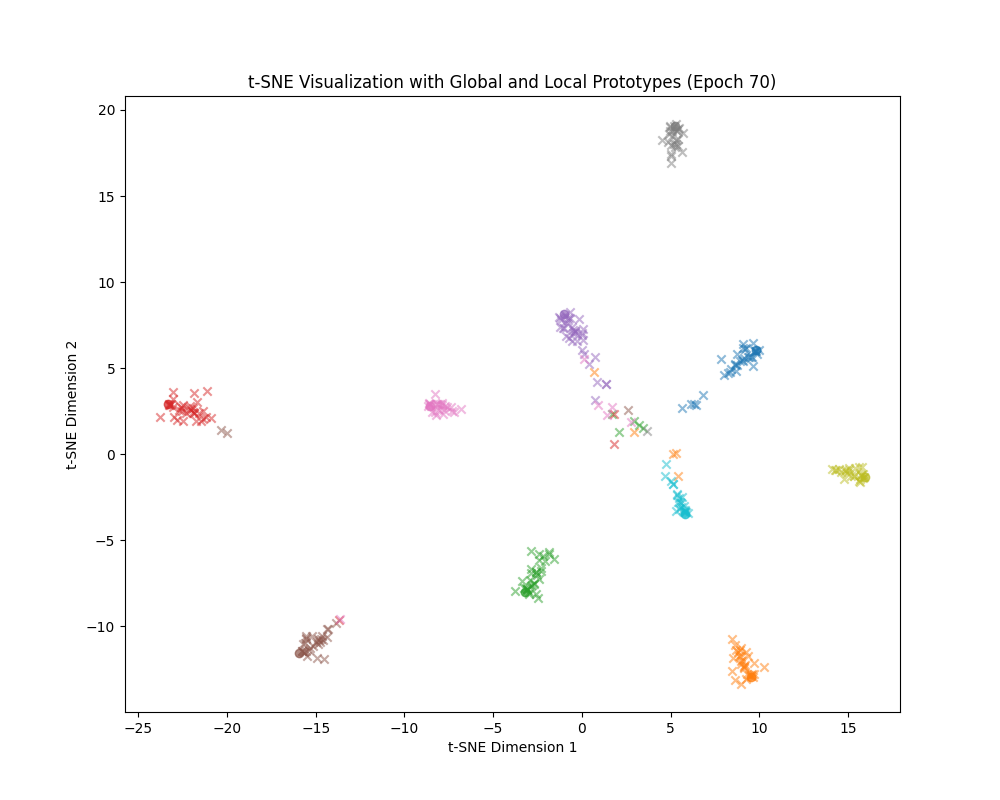 t-SNE Visualization with Global and Local Prototypes (Epoch 70)
20
15
10
5
0
−5
−10
t-SNE Dimension 2
−25 −20 −15 −10 −5 0 5 10 15
t-SNE Dimension 1